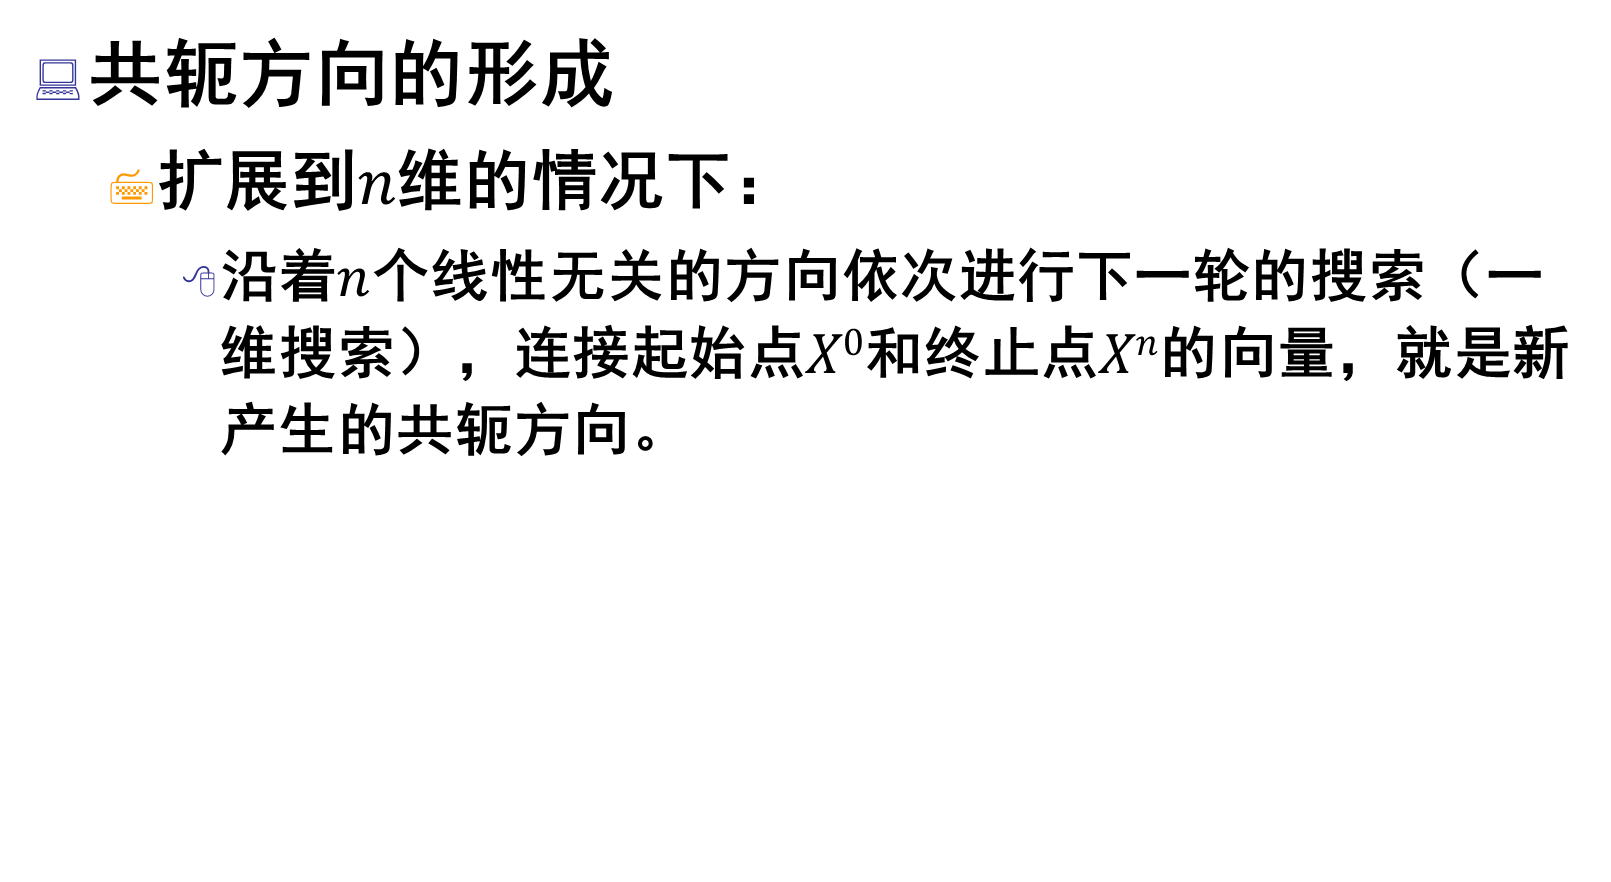 共轭方向的形成
扩展到n维的情况下：
沿着n个线性无关的方向依次进行下一轮的搜索（一
维搜索），连接起始点X⁰和终止点Xⁿ的向量，就是新
产生的共轭方向。